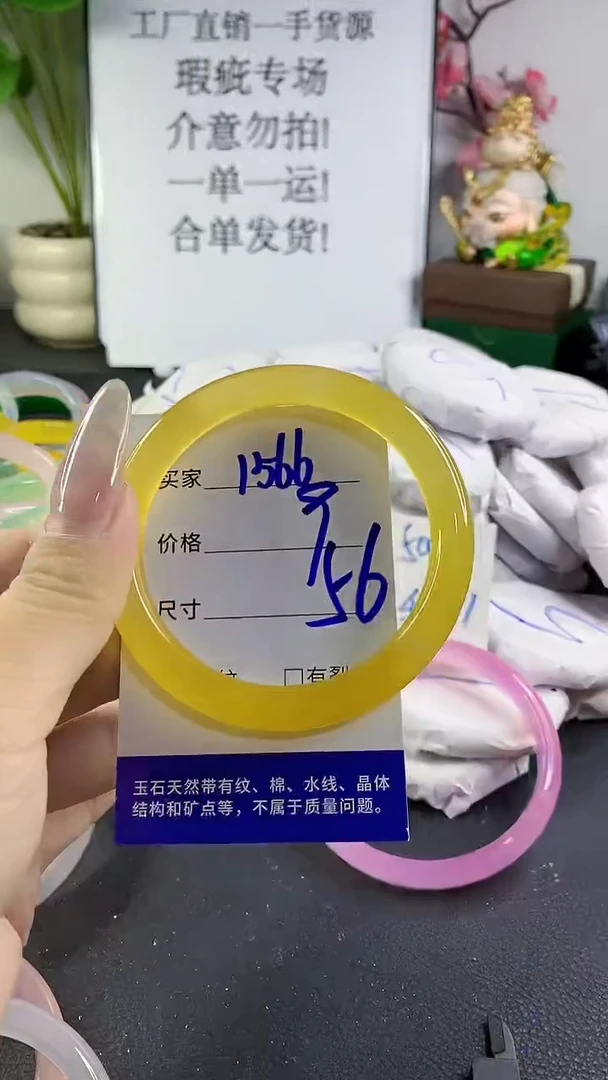 工厂直销一手货源
瑕疵专场
介意勿拍!
一单一运!
合单发货!
买家 1566
价格
尺寸 56
纹 □有裂
玉石天然带有纹、棉、水线、晶体
结构和矿点等，不属于质量问题。